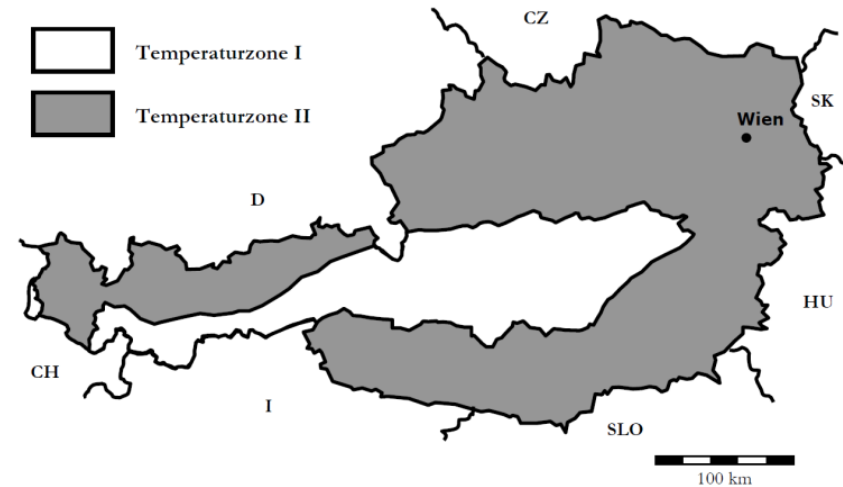 CZ
Temperaturzone I
Temperaturzone II
SK
Wien
D
HU
CH
I
SLO
100 km